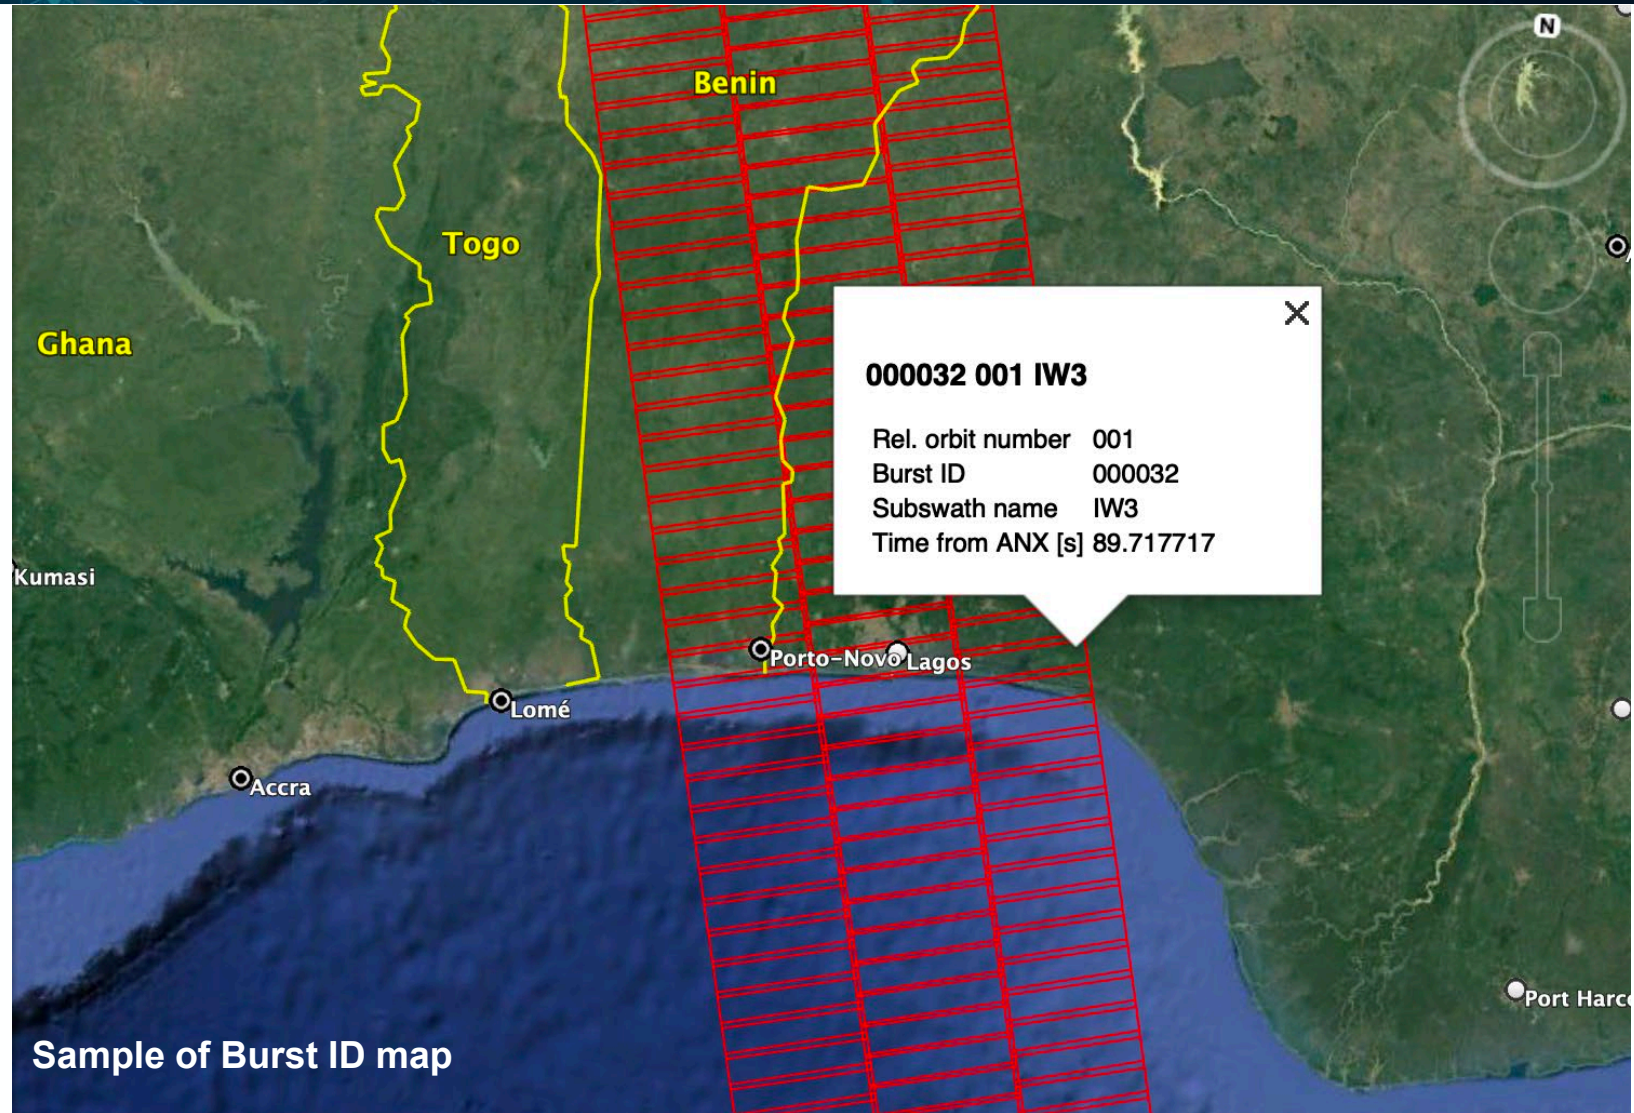 N
Benin
Togo
Ghana
000032 001 IW3
Rel. orbit number 001
Burst ID 000032
Subswath name IW3
Time from ANX [s] 89.717717
Kumasi
Porto-Novo
Lagos
Lomé
Accra
Port Harc
Sample of Burst ID map